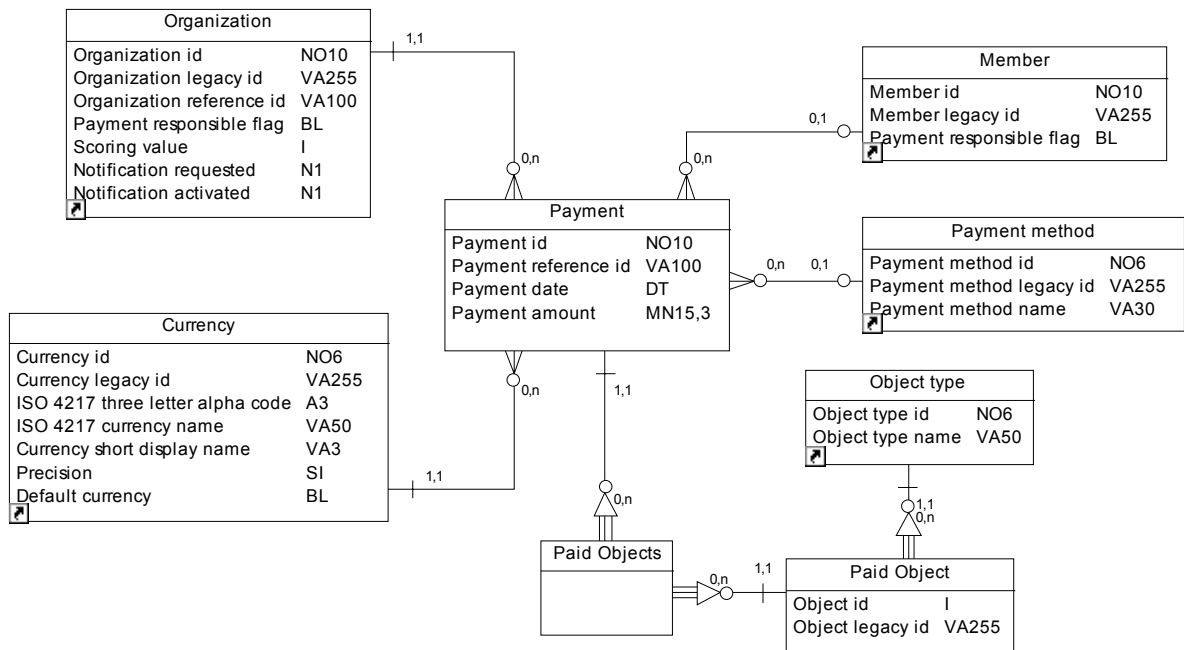 Organization
Organization id NO10
Organization legacy id VA255
Organization reference id VA100
Payment responsible flag BL
Scoring value I
Notification requested N1
Notification activated N1
1,1
0,n
Member
Member id NO10
Member legacy id VA255
Payment responsible flag BL
0,1
0,n
Payment
Payment id NO10
Payment reference id VA100
Payment date DT
Payment amount MN15,3
Payment method
Payment method id NO6
Payment method legacy id VA255
Payment method name VA30
0,n
0,1
Currency
Currency id NO6
Currency legacy id VA255
ISO 4217 three letter alpha code A3
ISO 4217 currency name VA50
Currency short display name VA3
Precision SI
Default currency BL
0,n
1,1
1,1
0,n
Object type
Object type id NO6
Object type name VA50
1,1
0,n
Paid Objects
0,n
1,1
Paid Object
Object id I
Object legacy id VA255